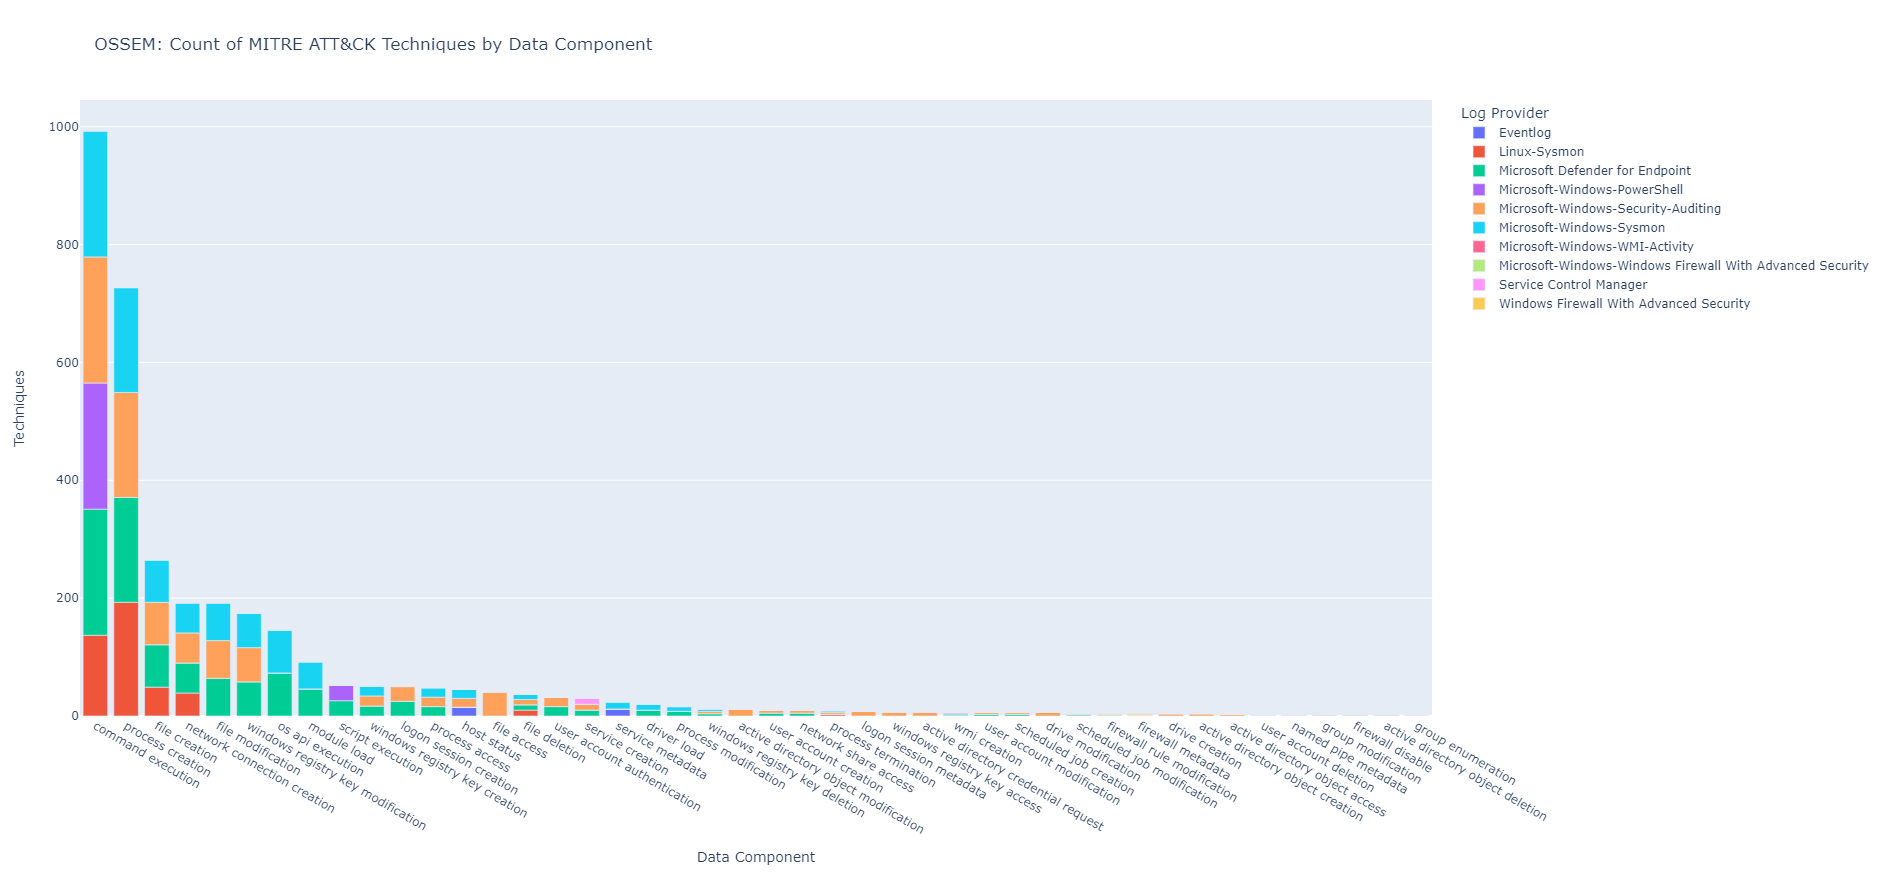 OSSEM: Count of MITRE ATT&CK Techniques by Data Component
Log Provider
Eventlog
Linux-Sysmon
Microsoft Defender for Endpoint
Microsoft-Windows-PowerShell
Microsoft-Windows-Security-Auditing
Microsoft-Windows-Sysmon
Microsoft-Windows-WMI-Activity
Microsoft-Windows-Windows Firewall With Advanced Security
Service Control Manager
Windows Firewall With Advanced Security
Techniques
1000
800
600
400
200
0
command execution
process creation
file creation
network connection creation
file modification
windows registry key modification
os api execution
module load
script execution
windows registry key creation
logon session creation
process access
host status
file access
file deletion
user account authentication
service creation
service metadata
driver load
process modification
windows registry key deletion
active directory object modification
user account creation
network share access
process termination
logon session metadata
windows registry key access
active directory credential request
wmi creation
user account modification
scheduled job creation
drive modification
scheduled job modification
firewall rule modification
firewall metadata
drive creation
active directory object creation
active directory object access
user account deletion
named pipe metadata
group modification
firewall disable
active directory object deletion
group enumeration
Data Component